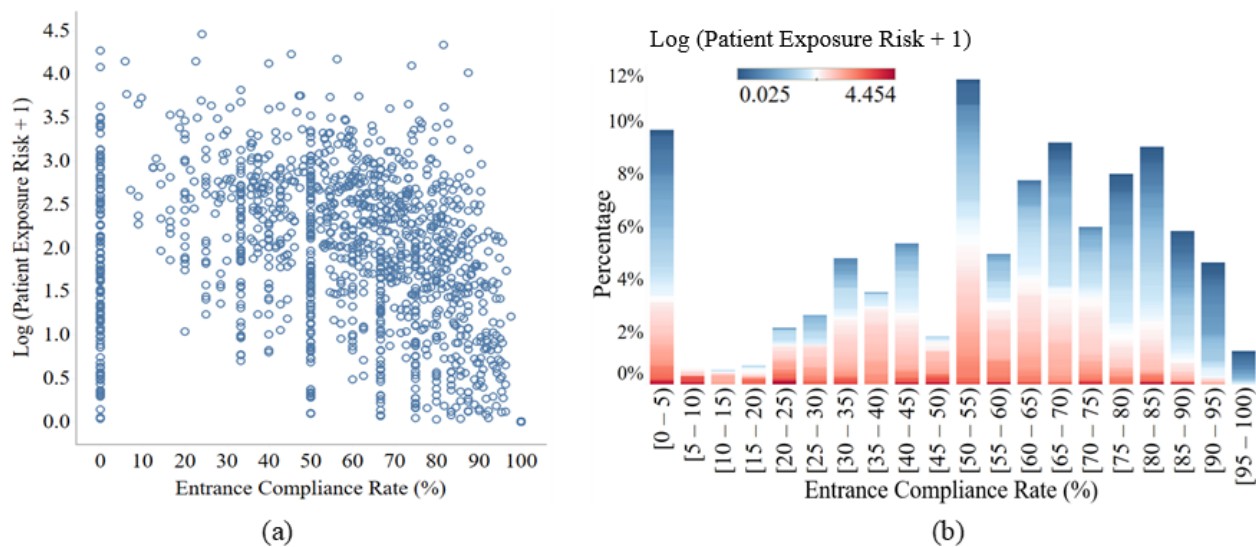 4.5
4.0
3.5
3.0
2.5
2.0
1.5
1.0
0.5
0.0
Log (Patient Exposure Risk + 1)
0 10 20 30 40 50 60 70 80 90 100
Entrance Compliance Rate (%)
(a)
Log (Patient Exposure Risk + 1)
0.025 4.454
12%
10%
8%
6%
4%
2%
0%
Percentage
[0 – 5)
[5 – 10)
[10 – 15)
[15 – 20)
[20 – 25)
[25 – 30)
[30 – 35)
[35 – 40)
[40 – 45)
[45 – 50)
[50 – 55)
[55 – 60)
[60 – 65)
[65 – 70)
[70 – 75)
[75 – 80)
[80 – 85)
[85 – 90)
[90 – 95)
[95 – 100)
Entrance Compliance Rate (%)
(b)